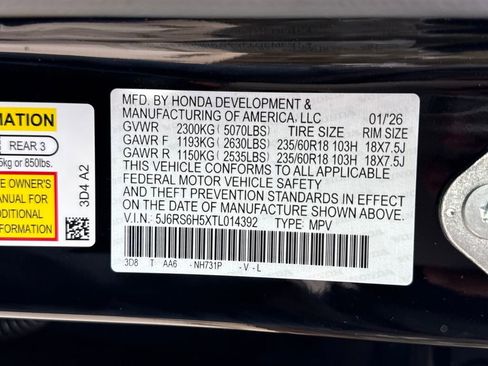 MFD. BY HONDA DEVELOPMENT &
MANUFACTURING OF AMERICA, LLC 01/26
GVWR 2300KG ( 5070LBS) TIRE SIZE RIM SIZE
GAWR F 1193KG ( 2630LBS) 235/60R18 103H 18X7.5J
GAWR R 1150KG ( 2535LBS) 235/60R18 103H 18X7.5J
THIS VEHICLE CONFORMS TO ALL APPLICABLE
FEDERAL MOTOR VEHICLE SAFETY
AND THEFT PREVENTION STANDARDS IN EFFECT
ON THE DATE OF MANUFACTURE SHOWN ABOVE.
V.I.N. 5J6RS6H5XTL014392 TYPE MPV
3D8 T AA6 -NH731P -V-L
RMATION
REAR 3
5kg or 850lbs.
E OWNER'S
ANUAL FOR
DDITIONAL
FORMATION
3D4 A2